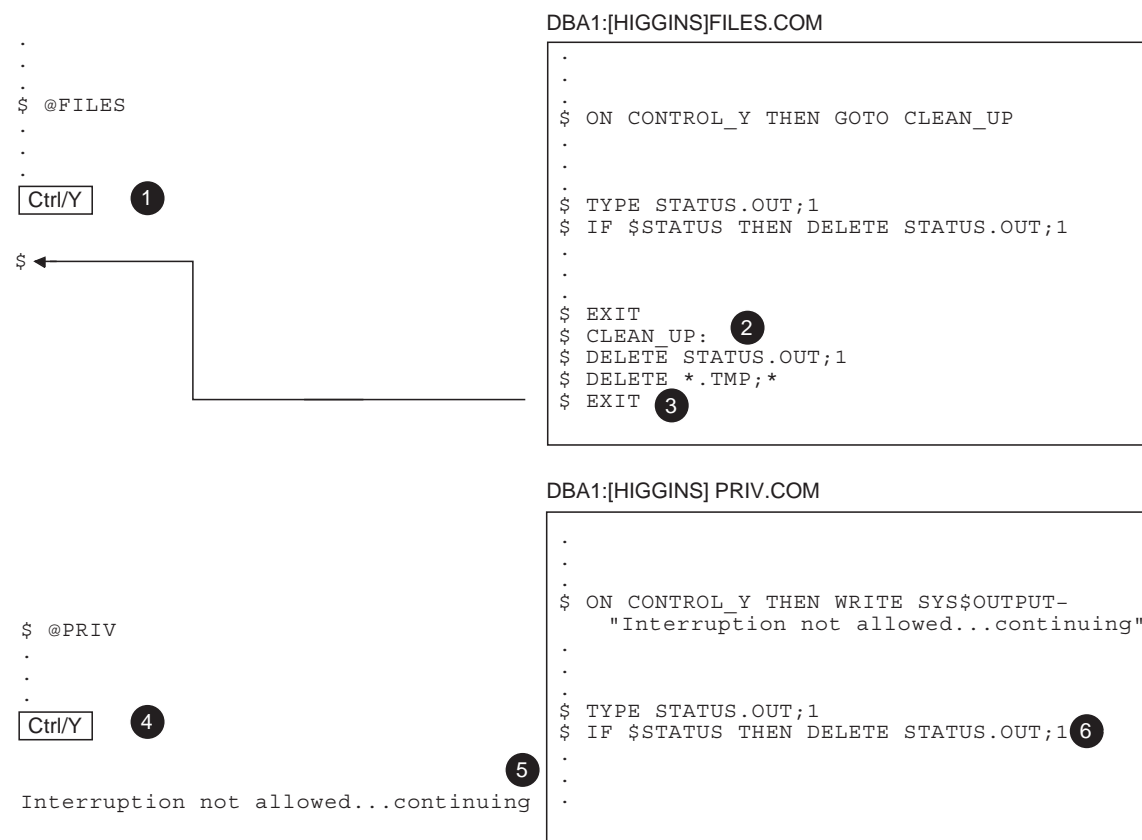 DBA1:[HIGGINS]FILES.COM
.
.
.
$ @FILES
.
.
.
Ctrl/Y 1
$
.
.
.
$ ON CONTROL_Y THEN GOTO CLEAN_UP
.
.
.
$ TYPE STATUS.OUT;1
$ IF $STATUS THEN DELETE STATUS.OUT;1
.
.
.
$ EXIT
$ CLEAN_UP: 2
$ DELETE STATUS.OUT;1
$ DELETE *.TMP;*
$ EXIT 3
DBA1:[HIGGINS] PRIV.COM
$ @PRIV
.
.
.
Ctrl/Y 4
5
Interruption not allowed...continuing
.
.
.
$ ON CONTROL_Y THEN WRITE SYS$OUTPUT-
"Interruption not allowed...continuing"
.
.
.
$ TYPE STATUS.OUT;1
$ IF $STATUS THEN DELETE STATUS.OUT;1 6
.
.
.